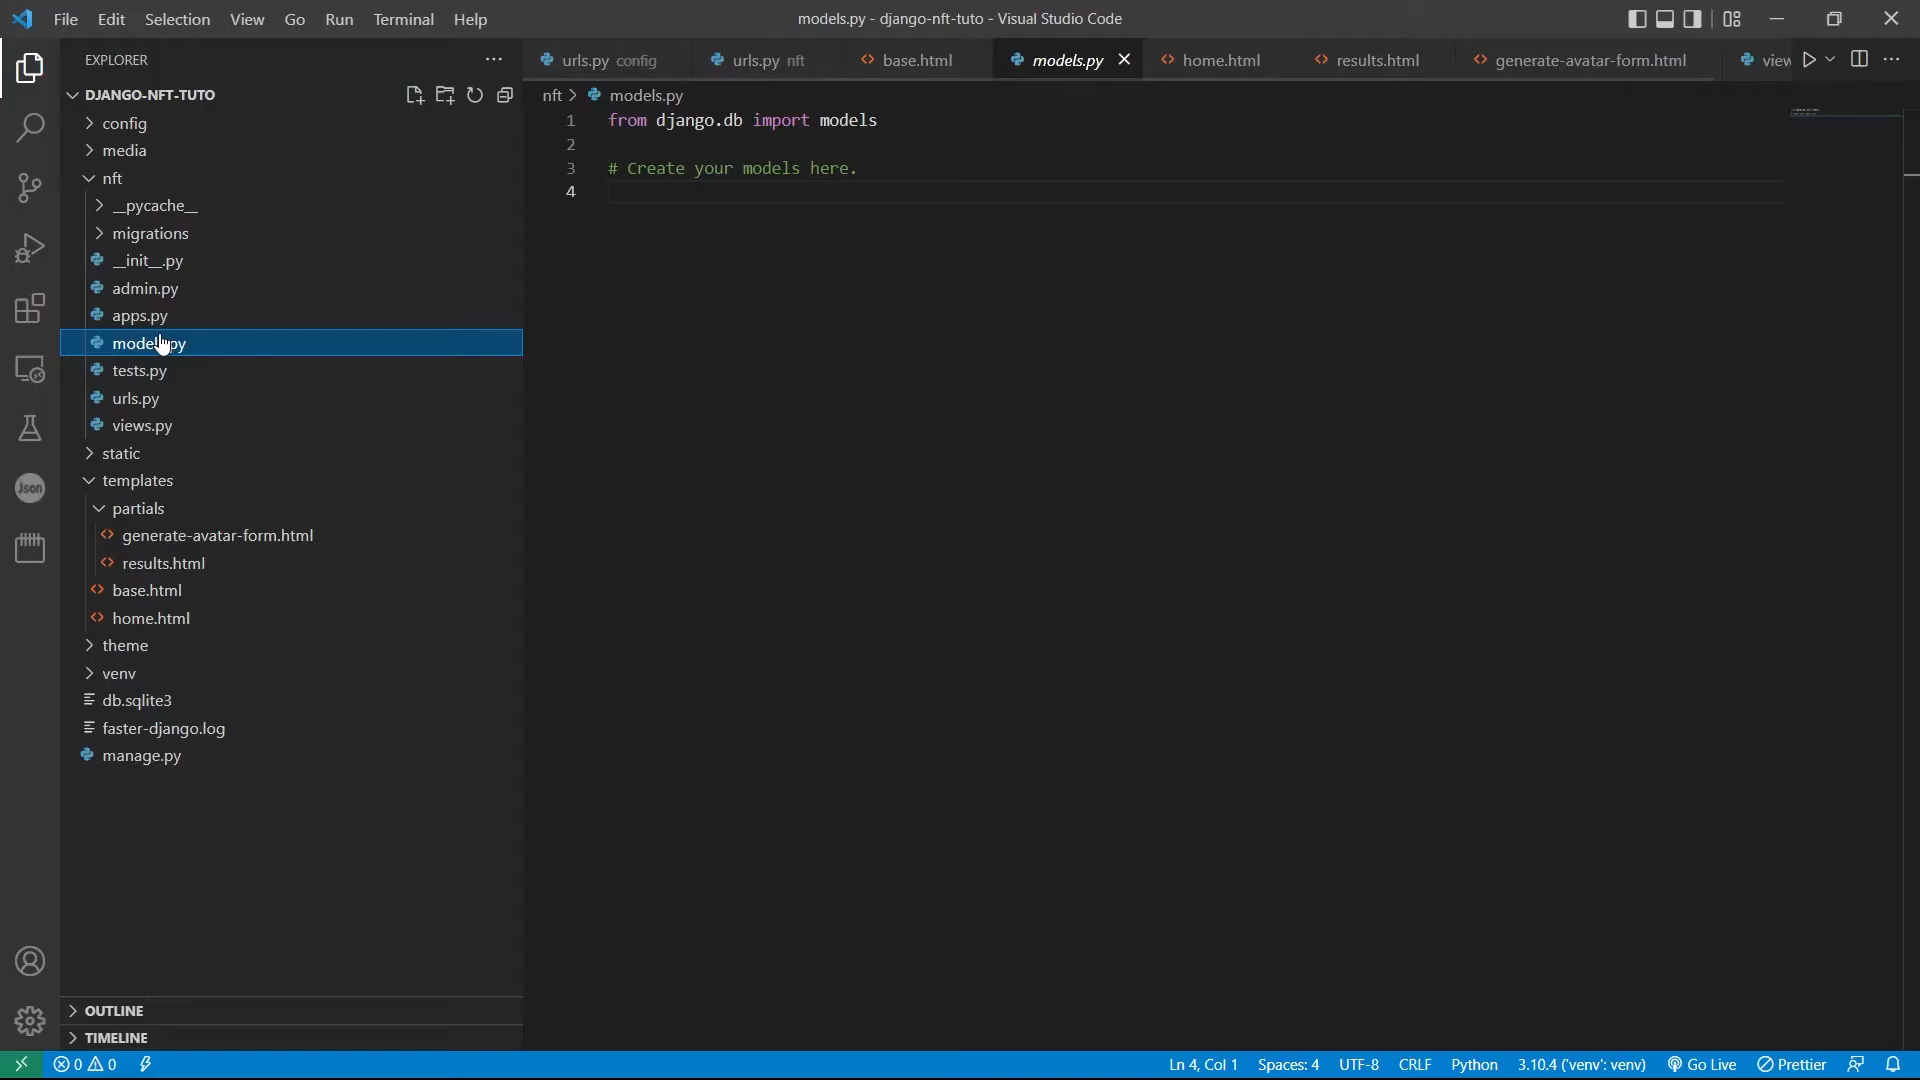 File Edit Selection View Go Run Terminal Help
models.py - django-nft-tuto - Visual Studio Code
EXPLORER
DJANGO-NFT-TUTO
config
media
nft
__pycache__
migrations
__init__.py
admin.py
apps.py
models.py
tests.py
urls.py
views.py
static
templates
partials
generate-avatar-form.html
results.html
base.html
home.html
theme
venv
db.sqlite3
faster-django.log
manage.py
OUTLINE
TIMELINE
Json
urls.py config urls.py nft base.html models.py home.html results.html generate-avatar-form.html view
nft > models.py
1 from django.db import models
2
3 # Create your models here.
4
0 0
Ln 4, Col 1 Spaces: 4 UTF-8 CRLF Python 3.10.4 ('venv': venv) Go Live Prettier